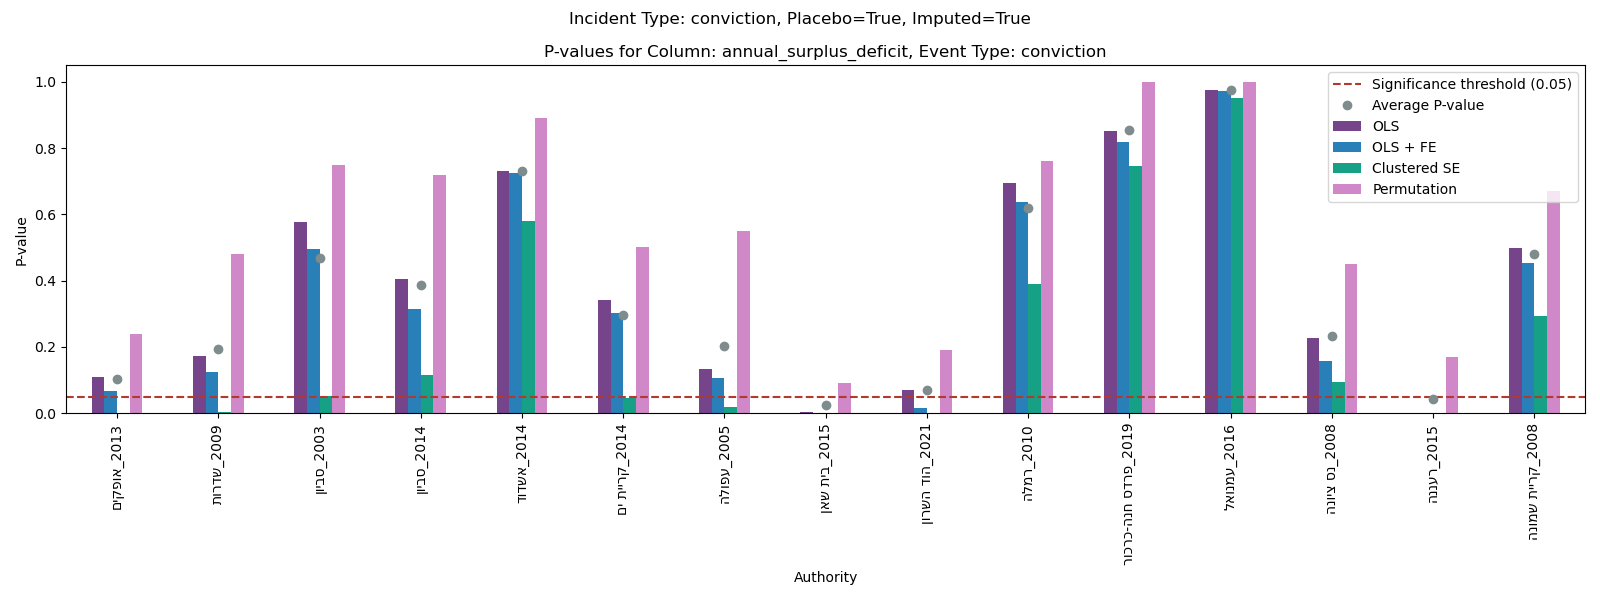 Incident Type: conviction, Placebo=True, Imputed=True
P-values for Column: annual_surplus_deficit, Event Type: conviction
Significance threshold (0.05)
Average P-value
OLS
OLS + FE
Clustered SE
Permutation
P-value
1.0
0.8
0.6
0.4
0.2
0.0
אופקים_2013
שדרות_2009
סביון_2003
סביון_2014
אשדוד_2014
קריית ים_2014
עפולה_2005
בית שאן_2015
הוד השרון_2021
רמלה_2010
פרדס חנה-כרכור_2019
עמנואל_2016
נס ציונה_2008
רעננה_2015
קריית שמונה_2008
Authority